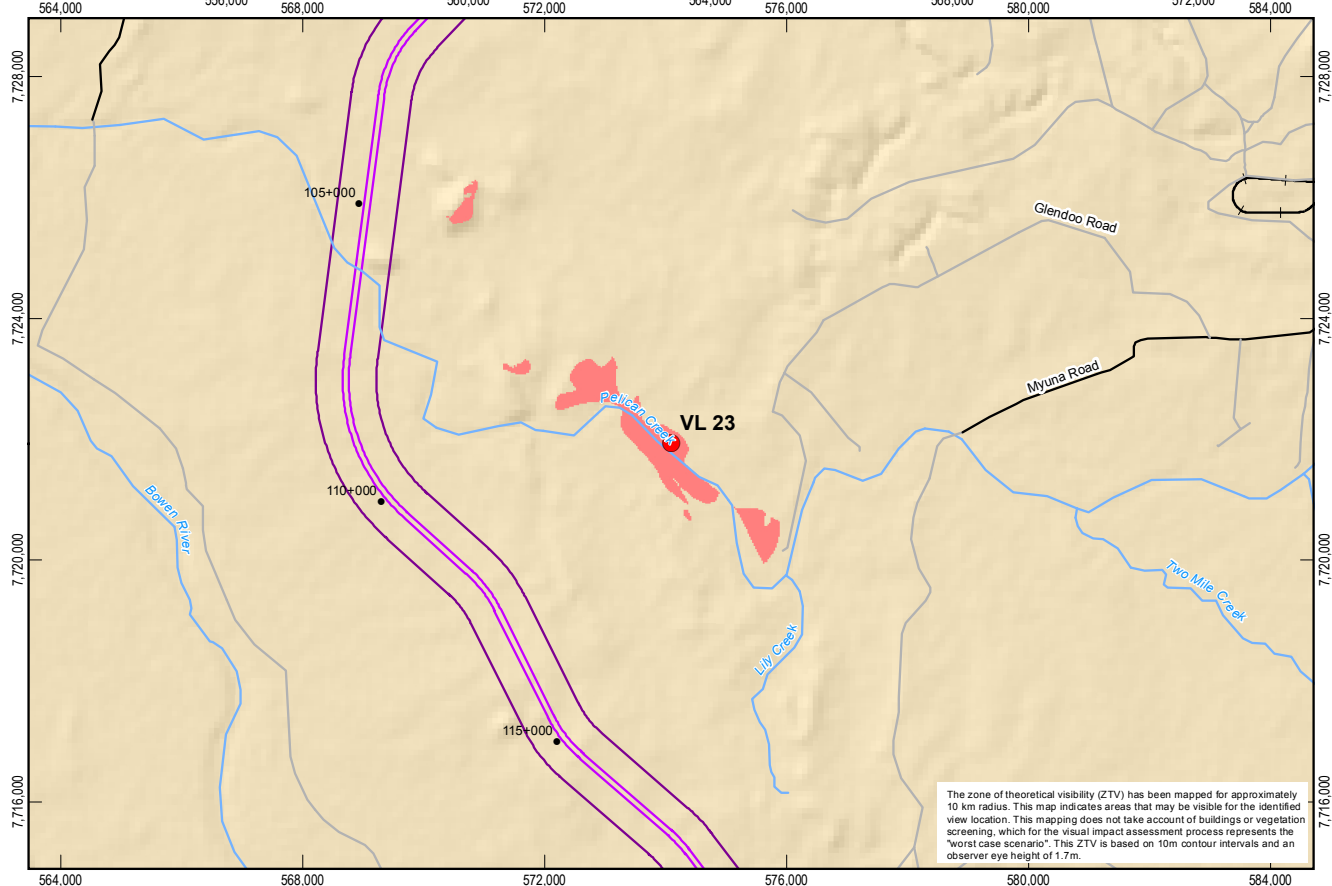 564,000
568,000
572,000
576,000
580,000
584,000
7,728,000
7,728,000
105+000
Glendoo Road
7,724,000
7,724,000
Myuna Road
Pelican Creek
VL 23
110+000
Bowen River
7,720,000
7,720,000
Two Mile Creek
Lily Creek
115+000
7,716,000
7,716,000
The zone of theoretical visibility (ZTV) has been mapped for approximately
10 km radius. This map indicates areas that may be visible for the identified
view location. This mapping does not take account of buildings or vegetation
screening, which for the visual impact assessment process represents the
"worst case scenario". This ZTV is based on 10m contour intervals and an
observer eye height of 1.7m.
564,000
568,000
572,000
576,000
580,000
584,000